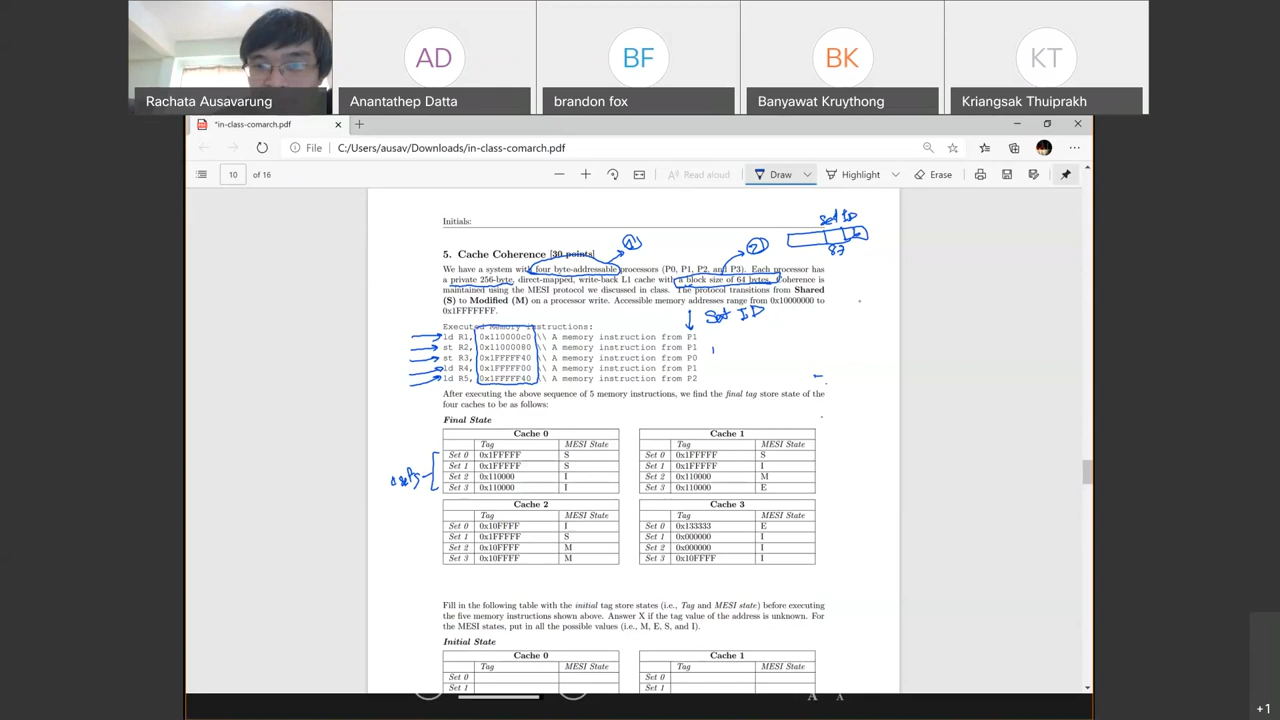 AD
BF
BK
KT
Rachata Ausavarung
Anantathep Datta
brandon fox
Banyawat Kruythong
Kriangsak Thuiprakh
*in-class-comarch.pdf
File C:/Users/ausav/Downloads/in-class-comarch.pdf
10 of 16
Read aloud
Draw
Highlight
Erase
Initials:
set ID
5. Cache Coherence [30 points]
We have a system with four byte-addressable processors (P0, P1, P2, and P3). Each processor has
a private 256-byte, direct-mapped, write-back L1 cache with a block size of 64 bytes. Coherence is
maintained using the MESI protocol we discussed in class. The protocol transitions from Shared
(S) to Modified (M) on a processor write. Accessible memory addresses range from 0x10000000 to
0x1FFFFFFF.
Set ID
Executed Memory instructions:
ld R1, 0x110000c0 \\ A memory instruction from P1
st R2, 0x11000080 \\ A memory instruction from P1
st R3, 0x1FFFFF40 \\ A memory instruction from P0
ld R4, 0x1FFFFF00 \\ A memory instruction from P1
ld R5, 0x1FFFFF40 \\ A memory instruction from P2
After executing the above sequence of 5 memory instructions, we find the final tag store state of the
four caches to be as follows:
Final State
Cache 0
Tag MESI State
Set 0 0x1FFFFF S
Set 1 0x1FFFFF S
Set 2 0x110000 I
Set 3 0x110000 I
Cache 1
Tag MESI State
Set 0 0x1FFFFF S
Set 1 0x1FFFFF I
Set 2 0x110000 M
Set 3 0x110000 E
Cache 2
Tag MESI State
Set 0 0x10FFFF I
Set 1 0x1FFFFF S
Set 2 0x10FFFF M
Set 3 0x10FFFF M
Cache 3
Tag MESI State
Set 0 0x133333 E
Set 1 0x000000 I
Set 2 0x000000 I
Set 3 0x10FFFF I
Fill in the following table with the initial tag store states (i.e., Tag and MESI state) before executing
the five memory instructions shown above. Answer X if the tag value of the address is unknown. For
the MESI states, put in all the possible values (i.e., M, E, S, and I).
Initial State
Cache 0
Tag MESI State
Set 0
Set 1
Cache 1
Tag MESI State
Set 0
Set 1
A A
+1